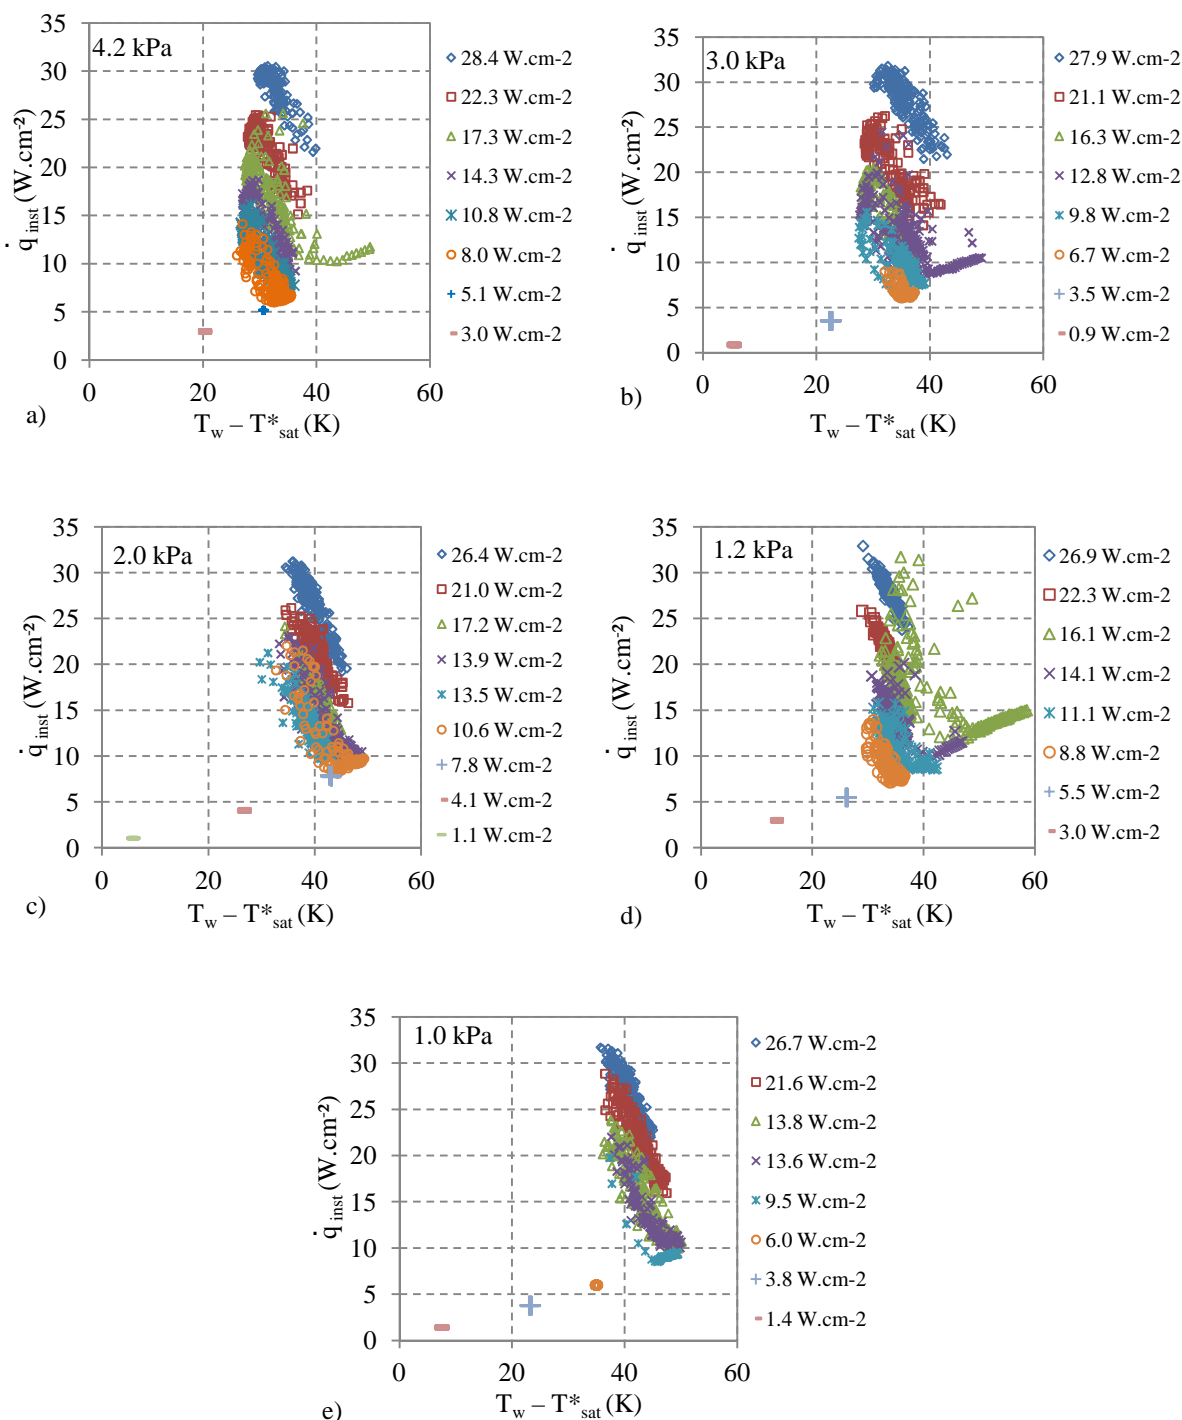 4.2 kPa
35
30
25
20
15
10
5
0
0 20 40 60
q̇ inst (W.cm-²)
T_w – T*_sat (K)
28.4 W.cm-2
22.3 W.cm-2
17.3 W.cm-2
14.3 W.cm-2
10.8 W.cm-2
8.0 W.cm-2
5.1 W.cm-2
3.0 W.cm-2
a)
3.0 kPa
35
30
25
20
15
10
5
0
0 20 40 60
q̇ inst (W.cm-²)
T_w – T*_sat (K)
27.9 W.cm-2
21.1 W.cm-2
16.3 W.cm-2
12.8 W.cm-2
9.8 W.cm-2
6.7 W.cm-2
3.5 W.cm-2
0.9 W.cm-2
b)
2.0 kPa
35
30
25
20
15
10
5
0
0 20 40 60
q̇ inst (W.cm-²)
T_w – T*_sat (K)
26.4 W.cm-2
21.0 W.cm-2
17.2 W.cm-2
13.9 W.cm-2
13.5 W.cm-2
10.6 W.cm-2
7.8 W.cm-2
4.1 W.cm-2
1.1 W.cm-2
c)
1.2 kPa
35
30
25
20
15
10
5
0
0 20 40 60
q̇ inst (W.cm-²)
T_w – T*_sat (K)
26.9 W.cm-2
22.3 W.cm-2
16.1 W.cm-2
14.1 W.cm-2
11.1 W.cm-2
8.8 W.cm-2
5.5 W.cm-2
3.0 W.cm-2
d)
1.0 kPa
35
30
25
20
15
10
5
0
0 20 40 60
q̇ inst (W.cm-²)
T_w – T*_sat (K)
26.7 W.cm-2
21.6 W.cm-2
13.8 W.cm-2
13.6 W.cm-2
9.5 W.cm-2
6.0 W.cm-2
3.8 W.cm-2
1.4 W.cm-2
e)